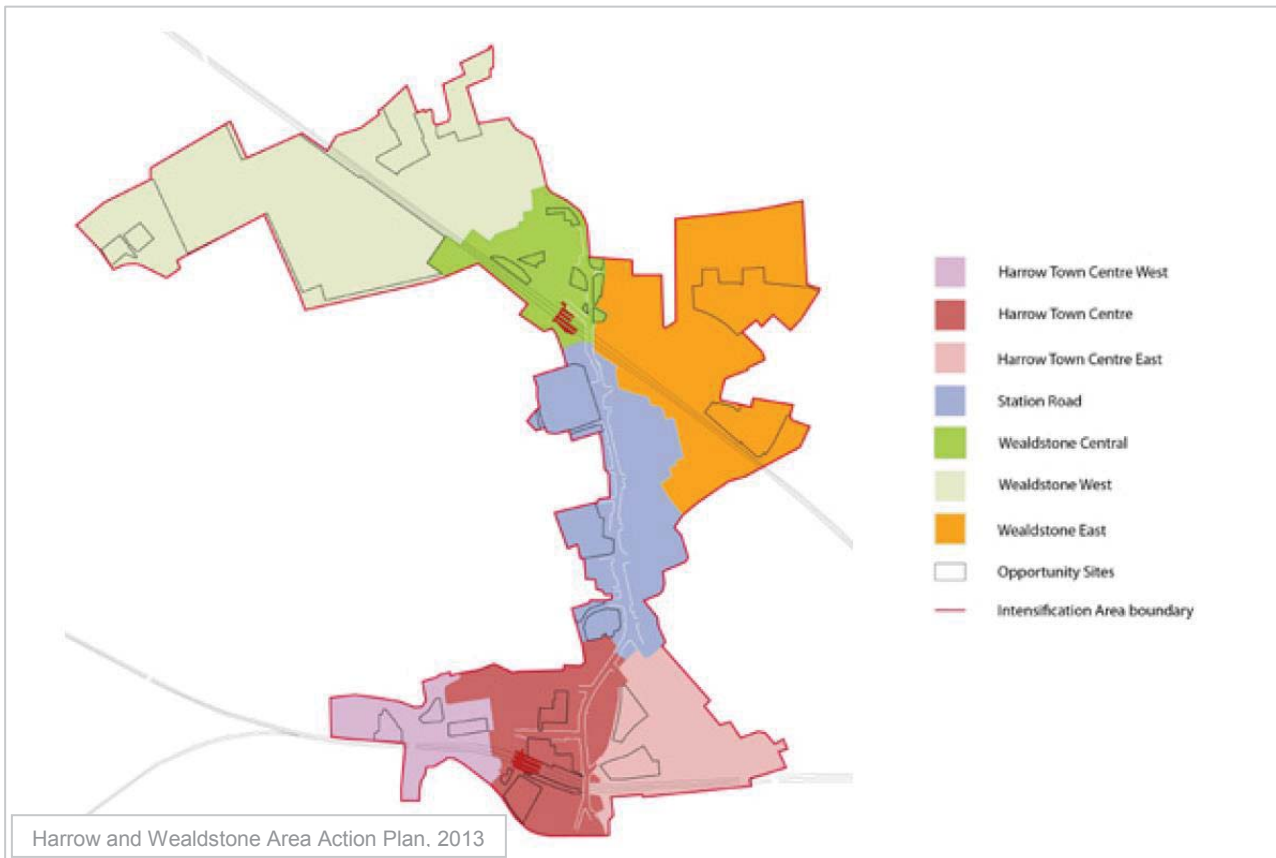 Harrow Town Centre West
Harrow Town Centre
Harrow Town Centre East
Station Road
Wealdstone Central
Wealdstone West
Wealdstone East
Opportunity Sites
Intensification Area boundary
Harrow and Wealdstone Area Action Plan, 2013